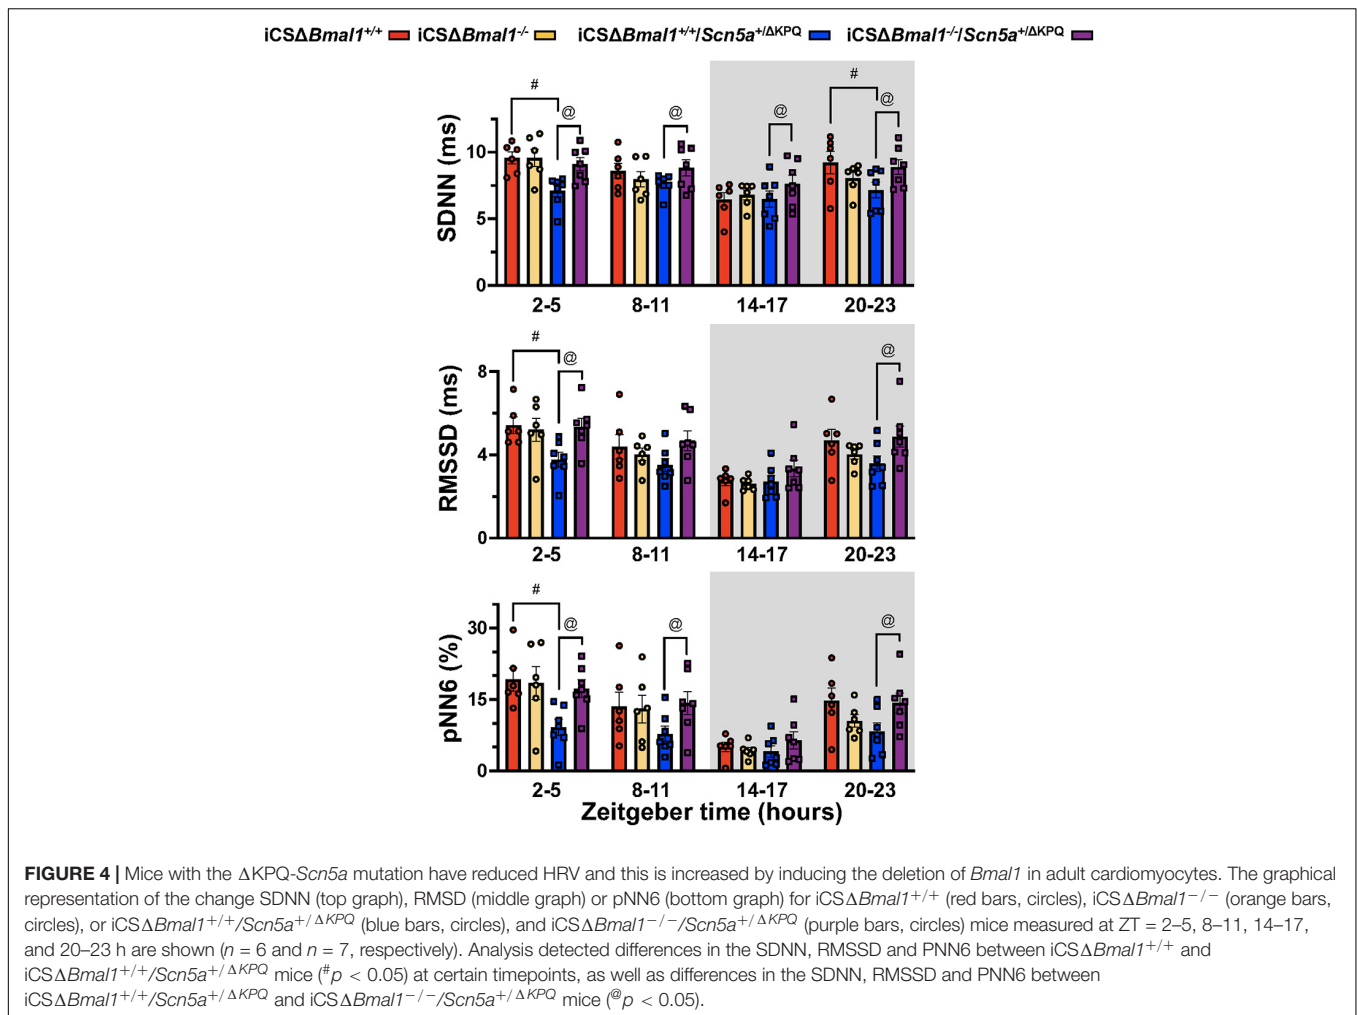 iCSΔBmal1+/+ iCSΔBmal1-/- iCSΔBmal1+/+/Scn5a+/ΔKPQ iCSΔBmal1-/-/Scn5a+/ΔKPQ
# @ @ @ # @
SDNN (ms)
10
5
0
2-5 8-11 14-17 20-23
# @ @
RMSSD (ms)
8
4
0
2-5 8-11 14-17 20-23
# @ @ @
pNN6 (%)
30
15
0
2-5 8-11 14-17 20-23
Zeitgeber time (hours)
FIGURE 4 | Mice with the ΔKPQ-Scn5a mutation have reduced HRV and this is increased by inducing the deletion of Bmal1 in adult cardiomyocytes. The graphical
representation of the change SDNN (top graph), RMSD (middle graph) or pNN6 (bottom graph) for iCSΔBmal1+/+ (red bars, circles), iCSΔBmal1−/− (orange bars,
circles), or iCSΔBmal1+/+/Scn5a+/ΔKPQ (blue bars, circles), and iCSΔBmal1−/−/Scn5a+/ΔKPQ (purple bars, circles) mice measured at ZT = 2–5, 8–11, 14–17,
and 20–23 h are shown (n = 6 and n = 7, respectively). Analysis detected differences in the SDNN, RMSSD and PNN6 between iCSΔBmal1+/+ and
iCSΔBmal1+/+/Scn5a+/ΔKPQ mice (#p < 0.05) at certain timepoints, as well as differences in the SDNN, RMSSD and PNN6 between
iCSΔBmal1+/+/Scn5a+/ΔKPQ and iCSΔBmal1−/−/Scn5a+/ΔKPQ mice (@p < 0.05).